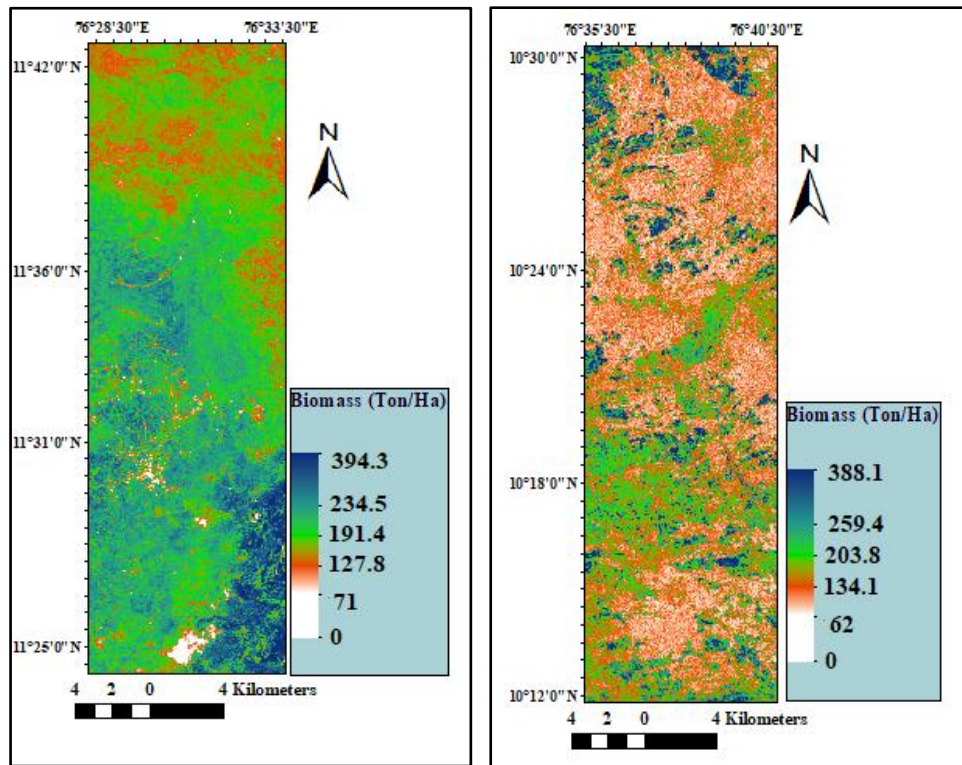 76°28'30"E 76°33'30"E
11°42'0"N
N
11°36'0"N
11°31'0"N
11°25'0"N
Biomass (Ton/Ha)
394.3
234.5
191.4
127.8
71
0
4 2 0 4 Kilometers
76°35'30"E 76°40'30"E
10°30'0"N
N
10°24'0"N
10°18'0"N
10°12'0"N
Biomass (Ton/Ha)
388.1
259.4
203.8
134.1
62
0
4 2 0 4 Kilometers